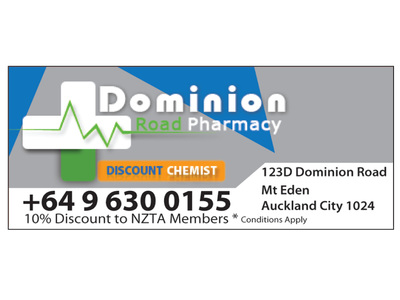 Dominion
Road Pharmacy
DISCOUNT CHEMIST
+64 9 630 0155
10% Discount to NZTA Members * Conditions Apply
123D Dominion Road
Mt Eden
Auckland City 1024